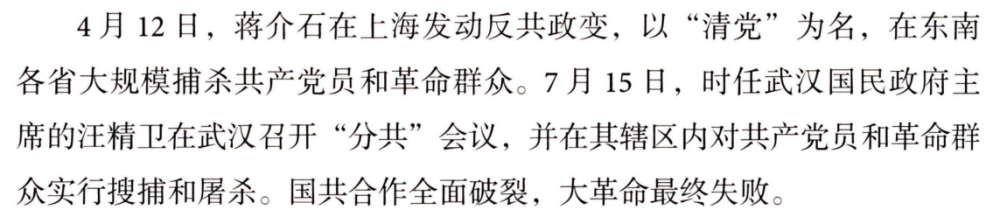 4 月 12 日，蒋介石在上海发动反共政变，以“清党”为名，在东南
各省大规模捕杀共产党员和革命群众。7 月 15 日，时任武汉国民政府主
席的汪精卫在武汉召开“分共”会议，并在其辖区内对共产党员和革命群
众实行搜捕和屠杀。国共合作全面破裂，大革命最终失败。